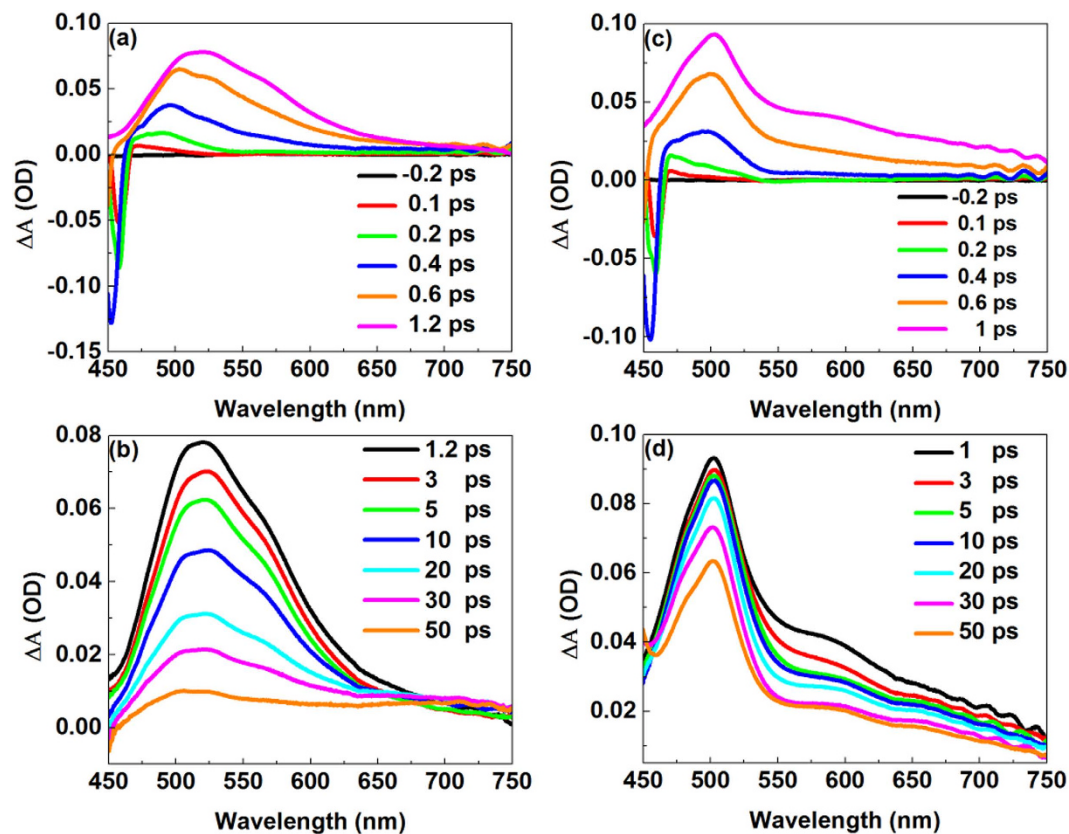 (a)
0.10
0.05
0.00
-0.05
-0.10
-0.15
ΔA (OD)
-0.2 ps
0.1 ps
0.2 ps
0.4 ps
0.6 ps
1.2 ps
450 500 550 600 650 700 750
Wavelength (nm)
(c)
0.10
0.05
0.00
-0.05
-0.10
ΔA (OD)
-0.2 ps
0.1 ps
0.2 ps
0.4 ps
0.6 ps
1 ps
450 500 550 600 650 700 750
Wavelength (nm)
(b)
0.08
0.06
0.04
0.02
0.00
ΔA (OD)
1.2 ps
3 ps
5 ps
10 ps
20 ps
30 ps
50 ps
450 500 550 600 650 700 750
Wavelength (nm)
(d)
0.10
0.08
0.06
0.04
0.02
ΔA (OD)
1 ps
3 ps
5 ps
10 ps
20 ps
30 ps
50 ps
450 500 550 600 650 700 750
Wavelength (nm)